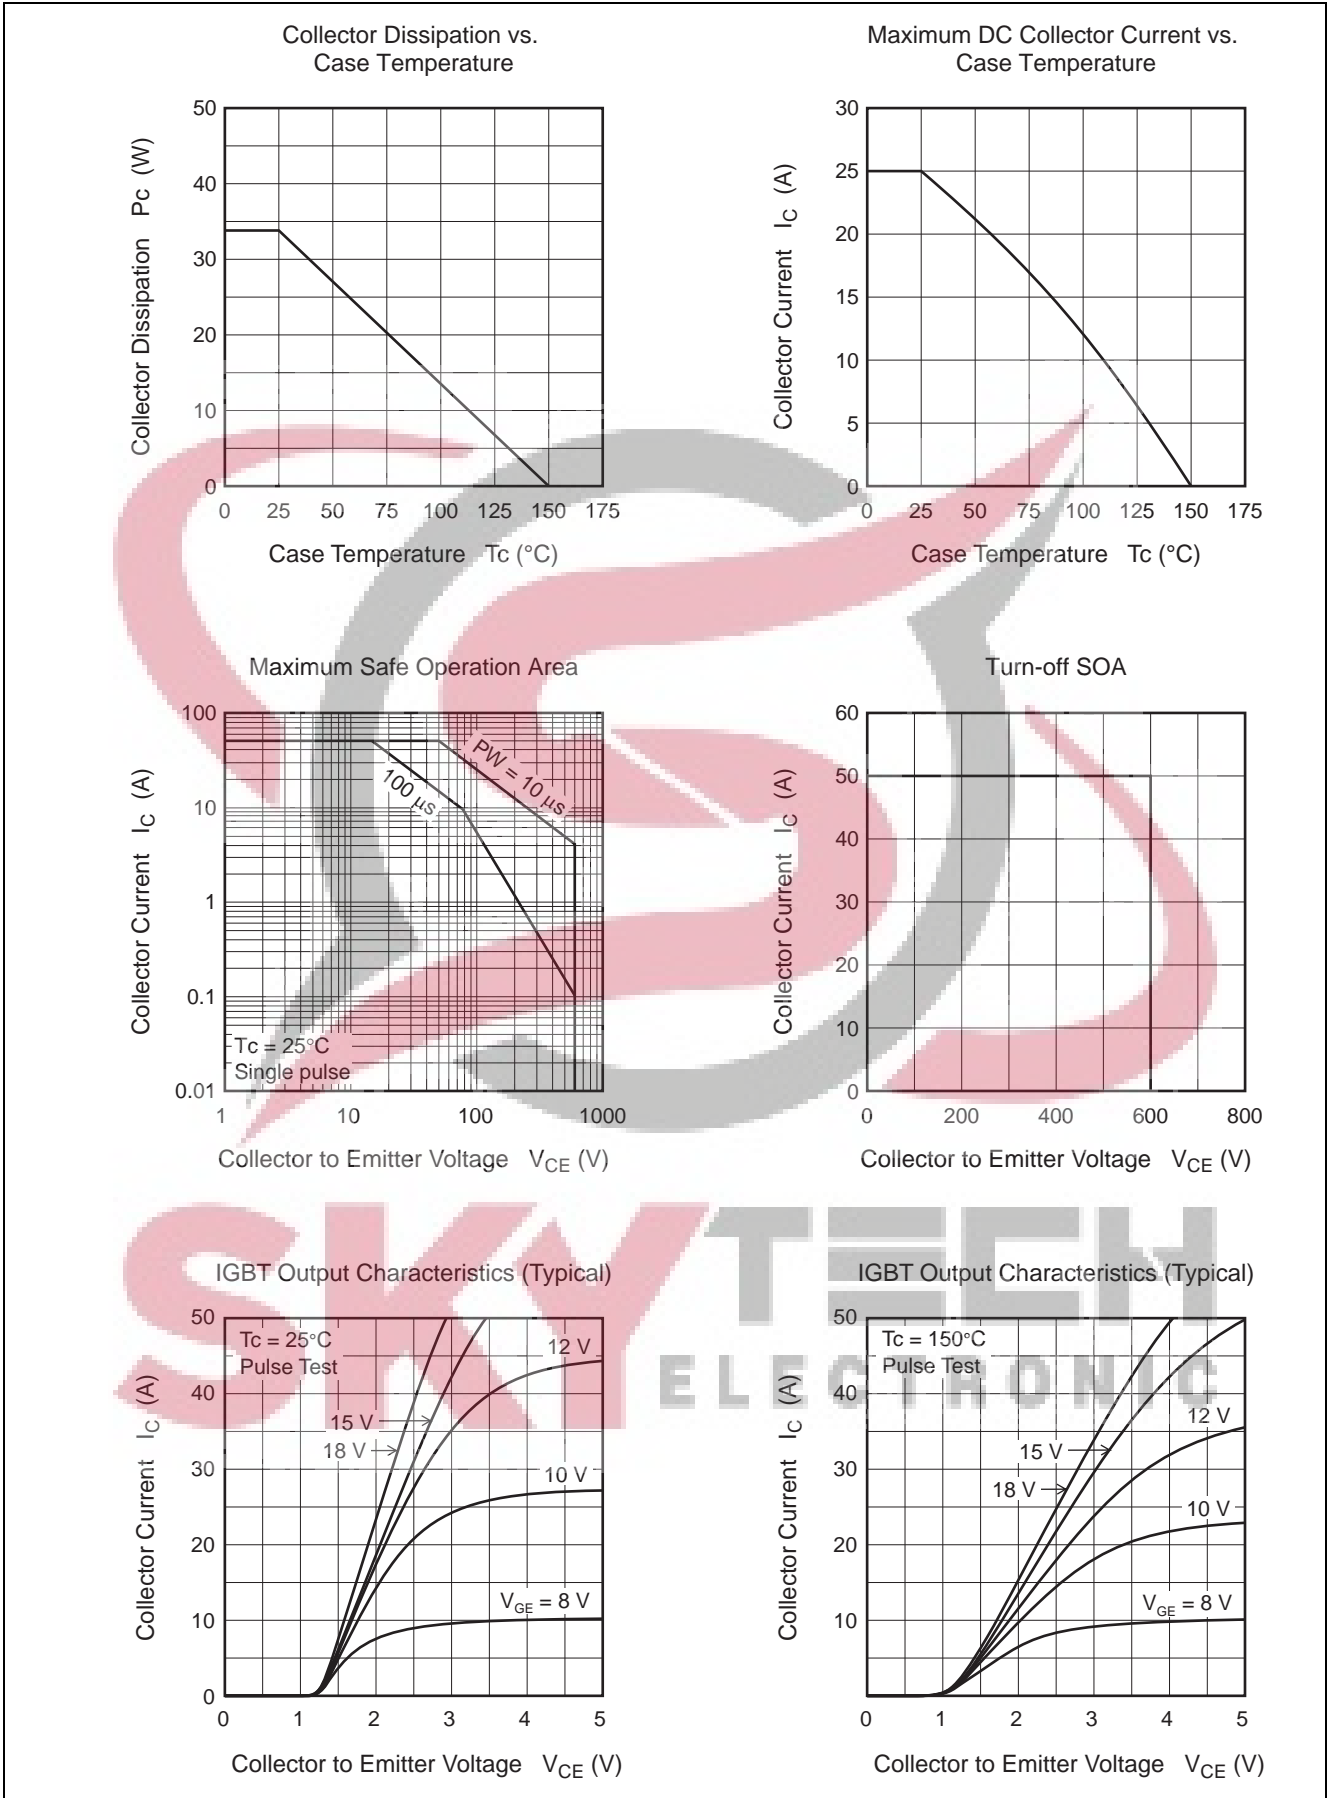 Collector Dissipation vs.
Case Temperature
Collector Dissipation Pc (W)
50
40
30
20
10
0
0 25 50 75 100 125 150 175
Case Temperature Tc (°C)
Maximum DC Collector Current vs.
Case Temperature
Collector Current IC (A)
30
25
20
15
10
5
0
0 25 50 75 100 125 150 175
Case Temperature Tc (°C)
Maximum Safe Operation Area
Collector Current IC (A)
100
10
1
0.1
0.01
PW = 10 μs
100 μs
Tc = 25°C
Single pulse
1 10 100 1000
Collector to Emitter Voltage VCE (V)
Turn-off SOA
Collector Current IC (A)
60
50
40
30
20
10
0
0 200 400 600 800
Collector to Emitter Voltage VCE (V)
SKYTECH
ELECTRONIC
IGBT Output Characteristics (Typical)
Collector Current IC (A)
50
40
30
20
10
0
Tc = 25°C
Pulse Test
12 V
15 V
18 V
10 V
VGE = 8 V
0 1 2 3 4 5
Collector to Emitter Voltage VCE (V)
IGBT Output Characteristics (Typical)
Collector Current IC (A)
50
40
30
20
10
Tc = 150°C
Pulse Test
12 V
15 V
18 V
10 V
VGE = 8 V
0 1 2 3 4 5
Collector to Emitter Voltage VCE (V)